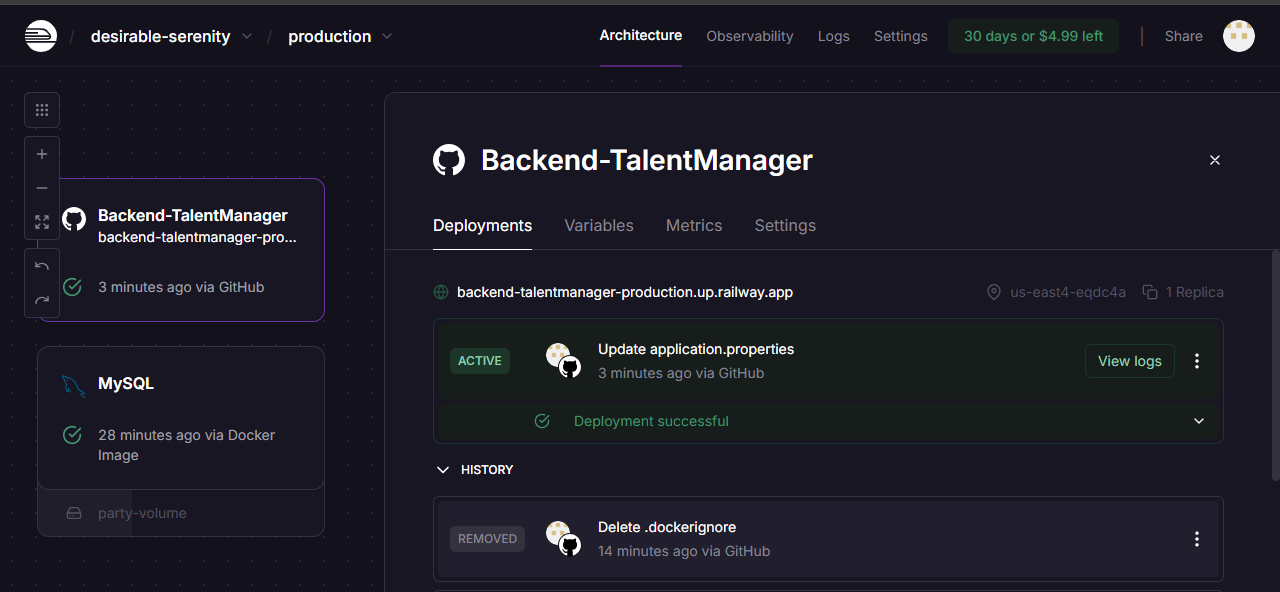 / desirable-serenity / production
Architecture Observability Logs Settings 30 days or $4.99 left | Share
Backend-TalentManager
backend-talentmanager-pro...
3 minutes ago via GitHub
MySQL
28 minutes ago via Docker
Image
party-volume
Backend-TalentManager
Deployments Variables Metrics Settings
backend-talentmanager-production.up.railway.app us-east4-eqdc4a 1 Replica
ACTIVE
Update application.properties
3 minutes ago via GitHub
View logs
Deployment successful
HISTORY
REMOVED
Delete .dockerignore
14 minutes ago via GitHub